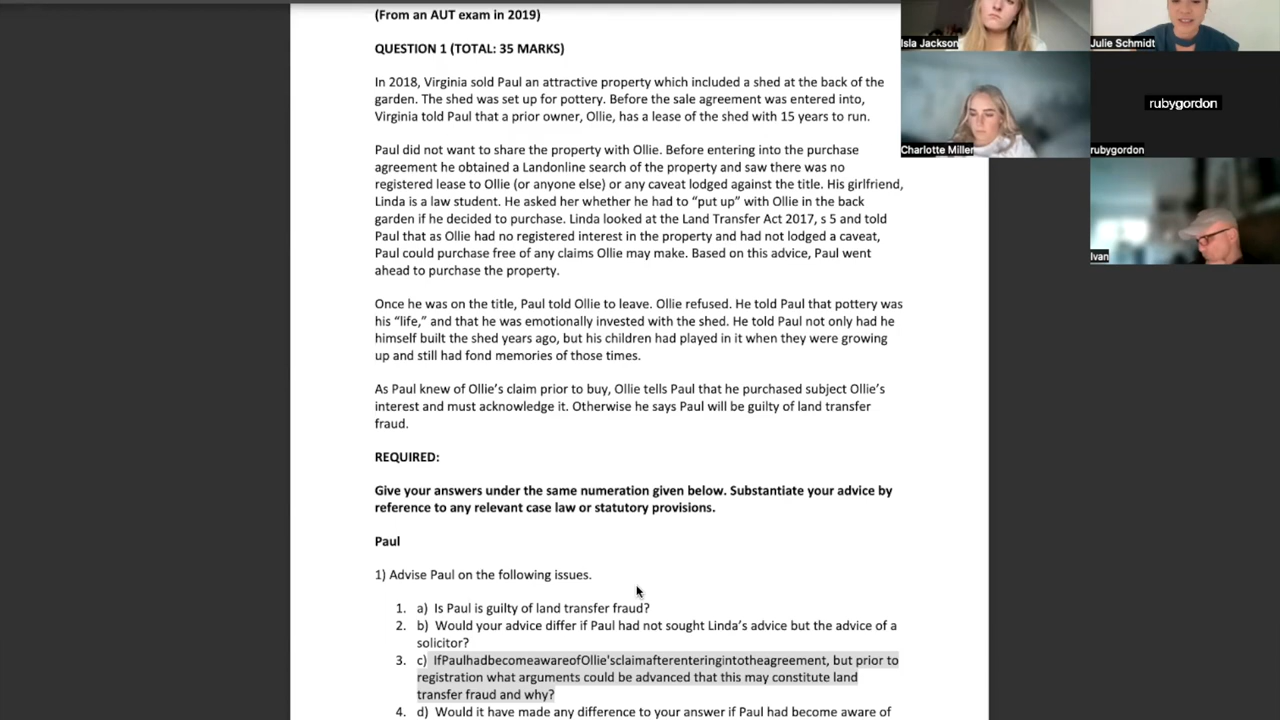 (From an AUT exam in 2019)
QUESTION 1 (TOTAL: 35 MARKS)
In 2018, Virginia sold Paul an attractive property which included a shed at the back of the
garden. The shed was set up for pottery. Before the sale agreement was entered into,
Virginia told Paul that a prior owner, Ollie, has a lease of the shed with 15 years to run.
Paul did not want to share the property with Ollie. Before entering into the purchase
agreement he obtained a Landonline search of the property and saw there was no
registered lease to Ollie (or anyone else) or any caveat lodged against the title. His girlfriend,
Linda is a law student. He asked her whether he had to “put up” with Ollie in the back
garden if he decided to purchase. Linda looked at the Land Transfer Act 2017, s 5 and told
Paul that as Ollie had no registered interest in the property and had not lodged a caveat,
Paul could purchase free of any claims Ollie may make. Based on this advice, Paul went
ahead to purchase the property.
Once he was on the title, Paul told Ollie to leave. Ollie refused. He told Paul that pottery was
his “life,” and that he was emotionally invested with the shed. He told Paul not only had he
himself built the shed years ago, but his children had played in it when they were growing
up and still had fond memories of those times.
As Paul knew of Ollie’s claim prior to buy, Ollie tells Paul that he purchased subject Ollie’s
interest and must acknowledge it. Otherwise he says Paul will be guilty of land transfer
fraud.
REQUIRED:
Give your answers under the same numeration given below. Substantiate your advice by
reference to any relevant case law or statutory provisions.
Paul
1) Advise Paul on the following issues.
1. a) Is Paul is guilty of land transfer fraud?
2. b) Would your advice differ if Paul had not sought Linda’s advice but the advice of a
solicitor?
3. c) IfPaulhadbecomeawareofOllie'sclaimafterenteringintotheagreement, but prior to
registration what arguments could be advanced that this may constitute land
transfer fraud and why?
4. d) Would it have made any difference to your answer if Paul had become aware of
Isla Jackson
Julie Schmidt
Charlotte Miller
rubygordon
rubygordon
Ivan